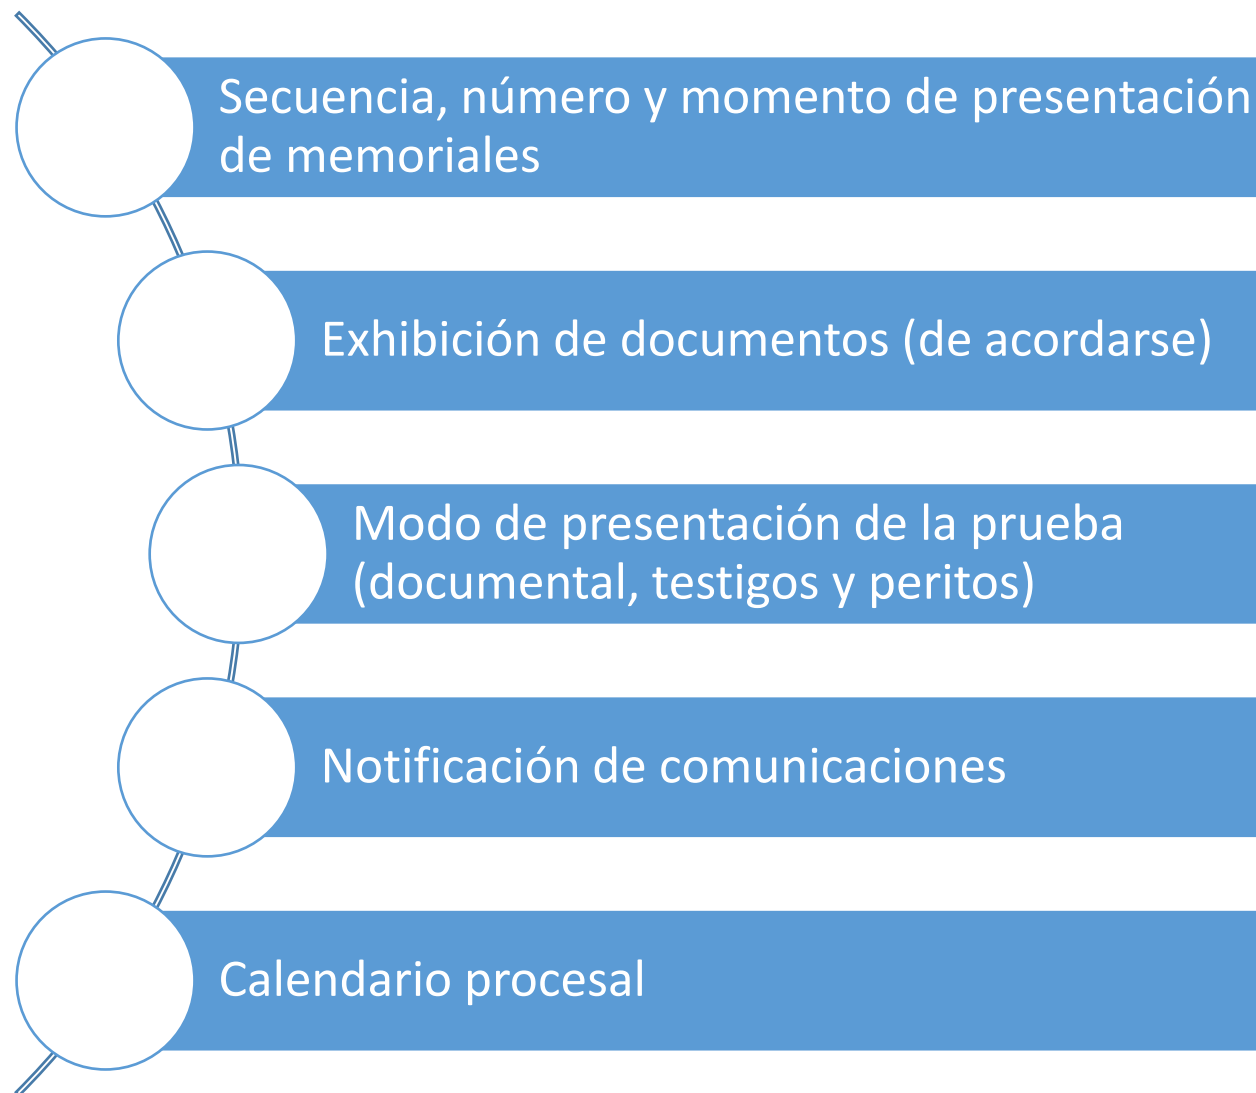 Secuencia, número y momento de presentación
de memoriales
Exhibición de documentos (de acordarse)
Modo de presentación de la prueba
(documental, testigos y peritos)
Notificación de comunicaciones
Calendario procesal